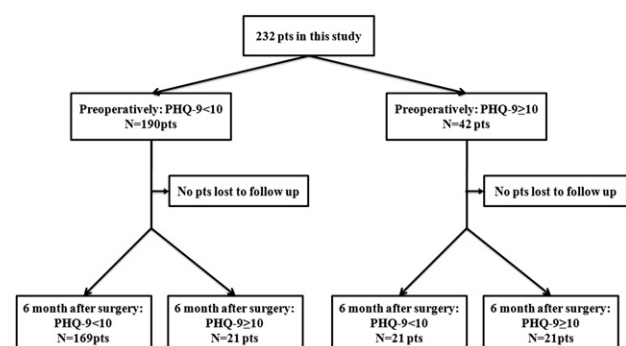 232 pts in this study
Preoperatively: PHQ-9<10
N=190pts
Preoperatively: PHQ-9≥10
N=42 pts
No pts lost to follow up
No pts lost to follow up
6 month after surgery:
PHQ-9<10
N=169pts
6 month after surgery:
PHQ-9≥10
N=21 pts
6 month after surgery:
PHQ-9<10
N=21 pts
6 month after surgery:
PHQ-9≥10
N=21pts